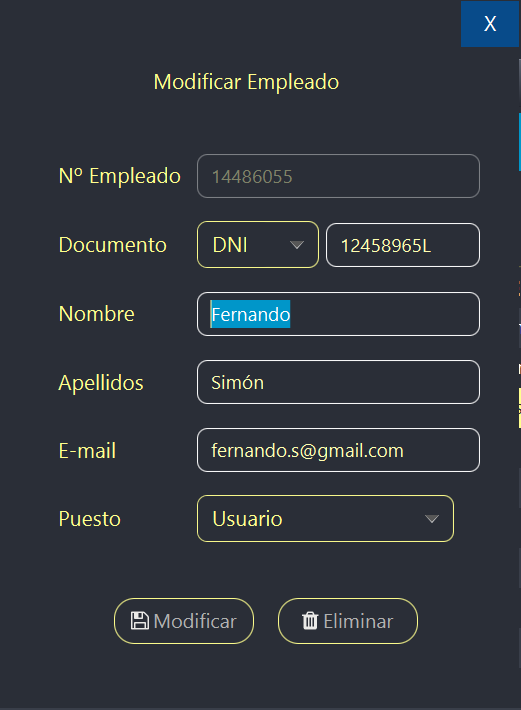 X
Modificar Empleado
Nº Empleado 14486055
Documento DNI 12458965L
Nombre Fernando
Apellidos Simón
E-mail fernando.s@gmail.com
Puesto Usuario
Modificar Eliminar